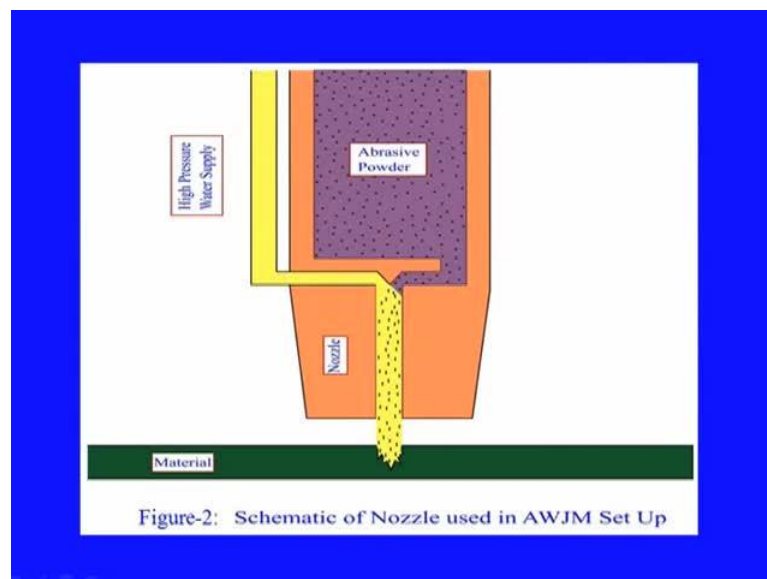 High Pressure
Water Supply
Abrasive
Powder
Nozzle
Material
Figure-2: Schematic of Nozzle used in AWJM Set Up